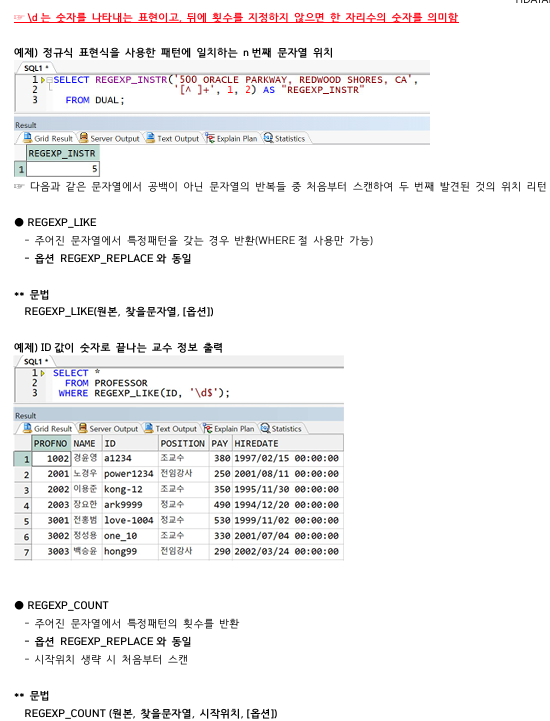 ☞ \d 는 숫자를 나타내는 표현이고, 뒤에 횟수를 지정하지 않으면 한 자리수의 숫자를 의미함
예제) 정규식 표현식을 사용한 패턴에 일치하는 n 번째 문자열 위치
SQL1 *
1 SELECT REGEXP_INSTR('500 ORACLE PARKWAY, REDWOOD SHORES, CA',
2 '[^ ]+', 1, 2) AS "REGEXP_INSTR"
3 FROM DUAL;
Result
Grid Result Server Output Text Output Explain Plan Statistics
REGEXP_INSTR
1 5
☞ 다음과 같은 문자열에서 공백이 아닌 문자열의 반복들 중 처음부터 스캔하여 두 번째 발견된 것의 위치 리턴
● REGEXP_LIKE
- 주어진 문자열에서 특정패턴을 갖는 경우 반환(WHERE 절 사용만 가능)
- 옵션 REGEXP_REPLACE 와 동일
** 문법
REGEXP_LIKE(원본, 찾을문자열, [옵션])
예제) ID 값이 숫자로 끝나는 교수 정보 출력
SQL1 *
1 SELECT *
2 FROM PROFESSOR
3 WHERE REGEXP_LIKE(ID, '\d$');
Result
Grid Result Server Output Text Output Explain Plan Statistics
PROFNO NAME ID POSITION PAY HIREDATE
1 1002 경윤영 a1234 조교수 380 1997/02/15 00:00:00
2 2001 노경우 power1234 전임강사 250 2001/08/11 00:00:00
3 2002 이용준 kong-12 조교수 350 1995/11/30 00:00:00
4 2003 장요한 ark9999 정교수 490 1994/12/20 00:00:00
5 3001 전홍범 love-1004 정교수 530 1999/11/02 00:00:00
6 3002 정성용 one_10 조교수 330 2001/07/04 00:00:00
7 3003 백승윤 hong99 전임강사 290 2002/03/24 00:00:00
● REGEXP_COUNT
- 주어진 문자열에서 특정패턴의 횟수를 반환
- 옵션 REGEXP_REPLACE 와 동일
- 시작위치 생략 시 처음부터 스캔
** 문법
REGEXP_COUNT (원본, 찾을문자열, 시작위치, [옵션])